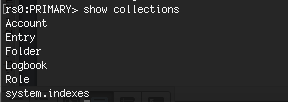 rs0:PRIMARY> show collections
Account
Entry
Folder
Logbook
Role
system.indexes